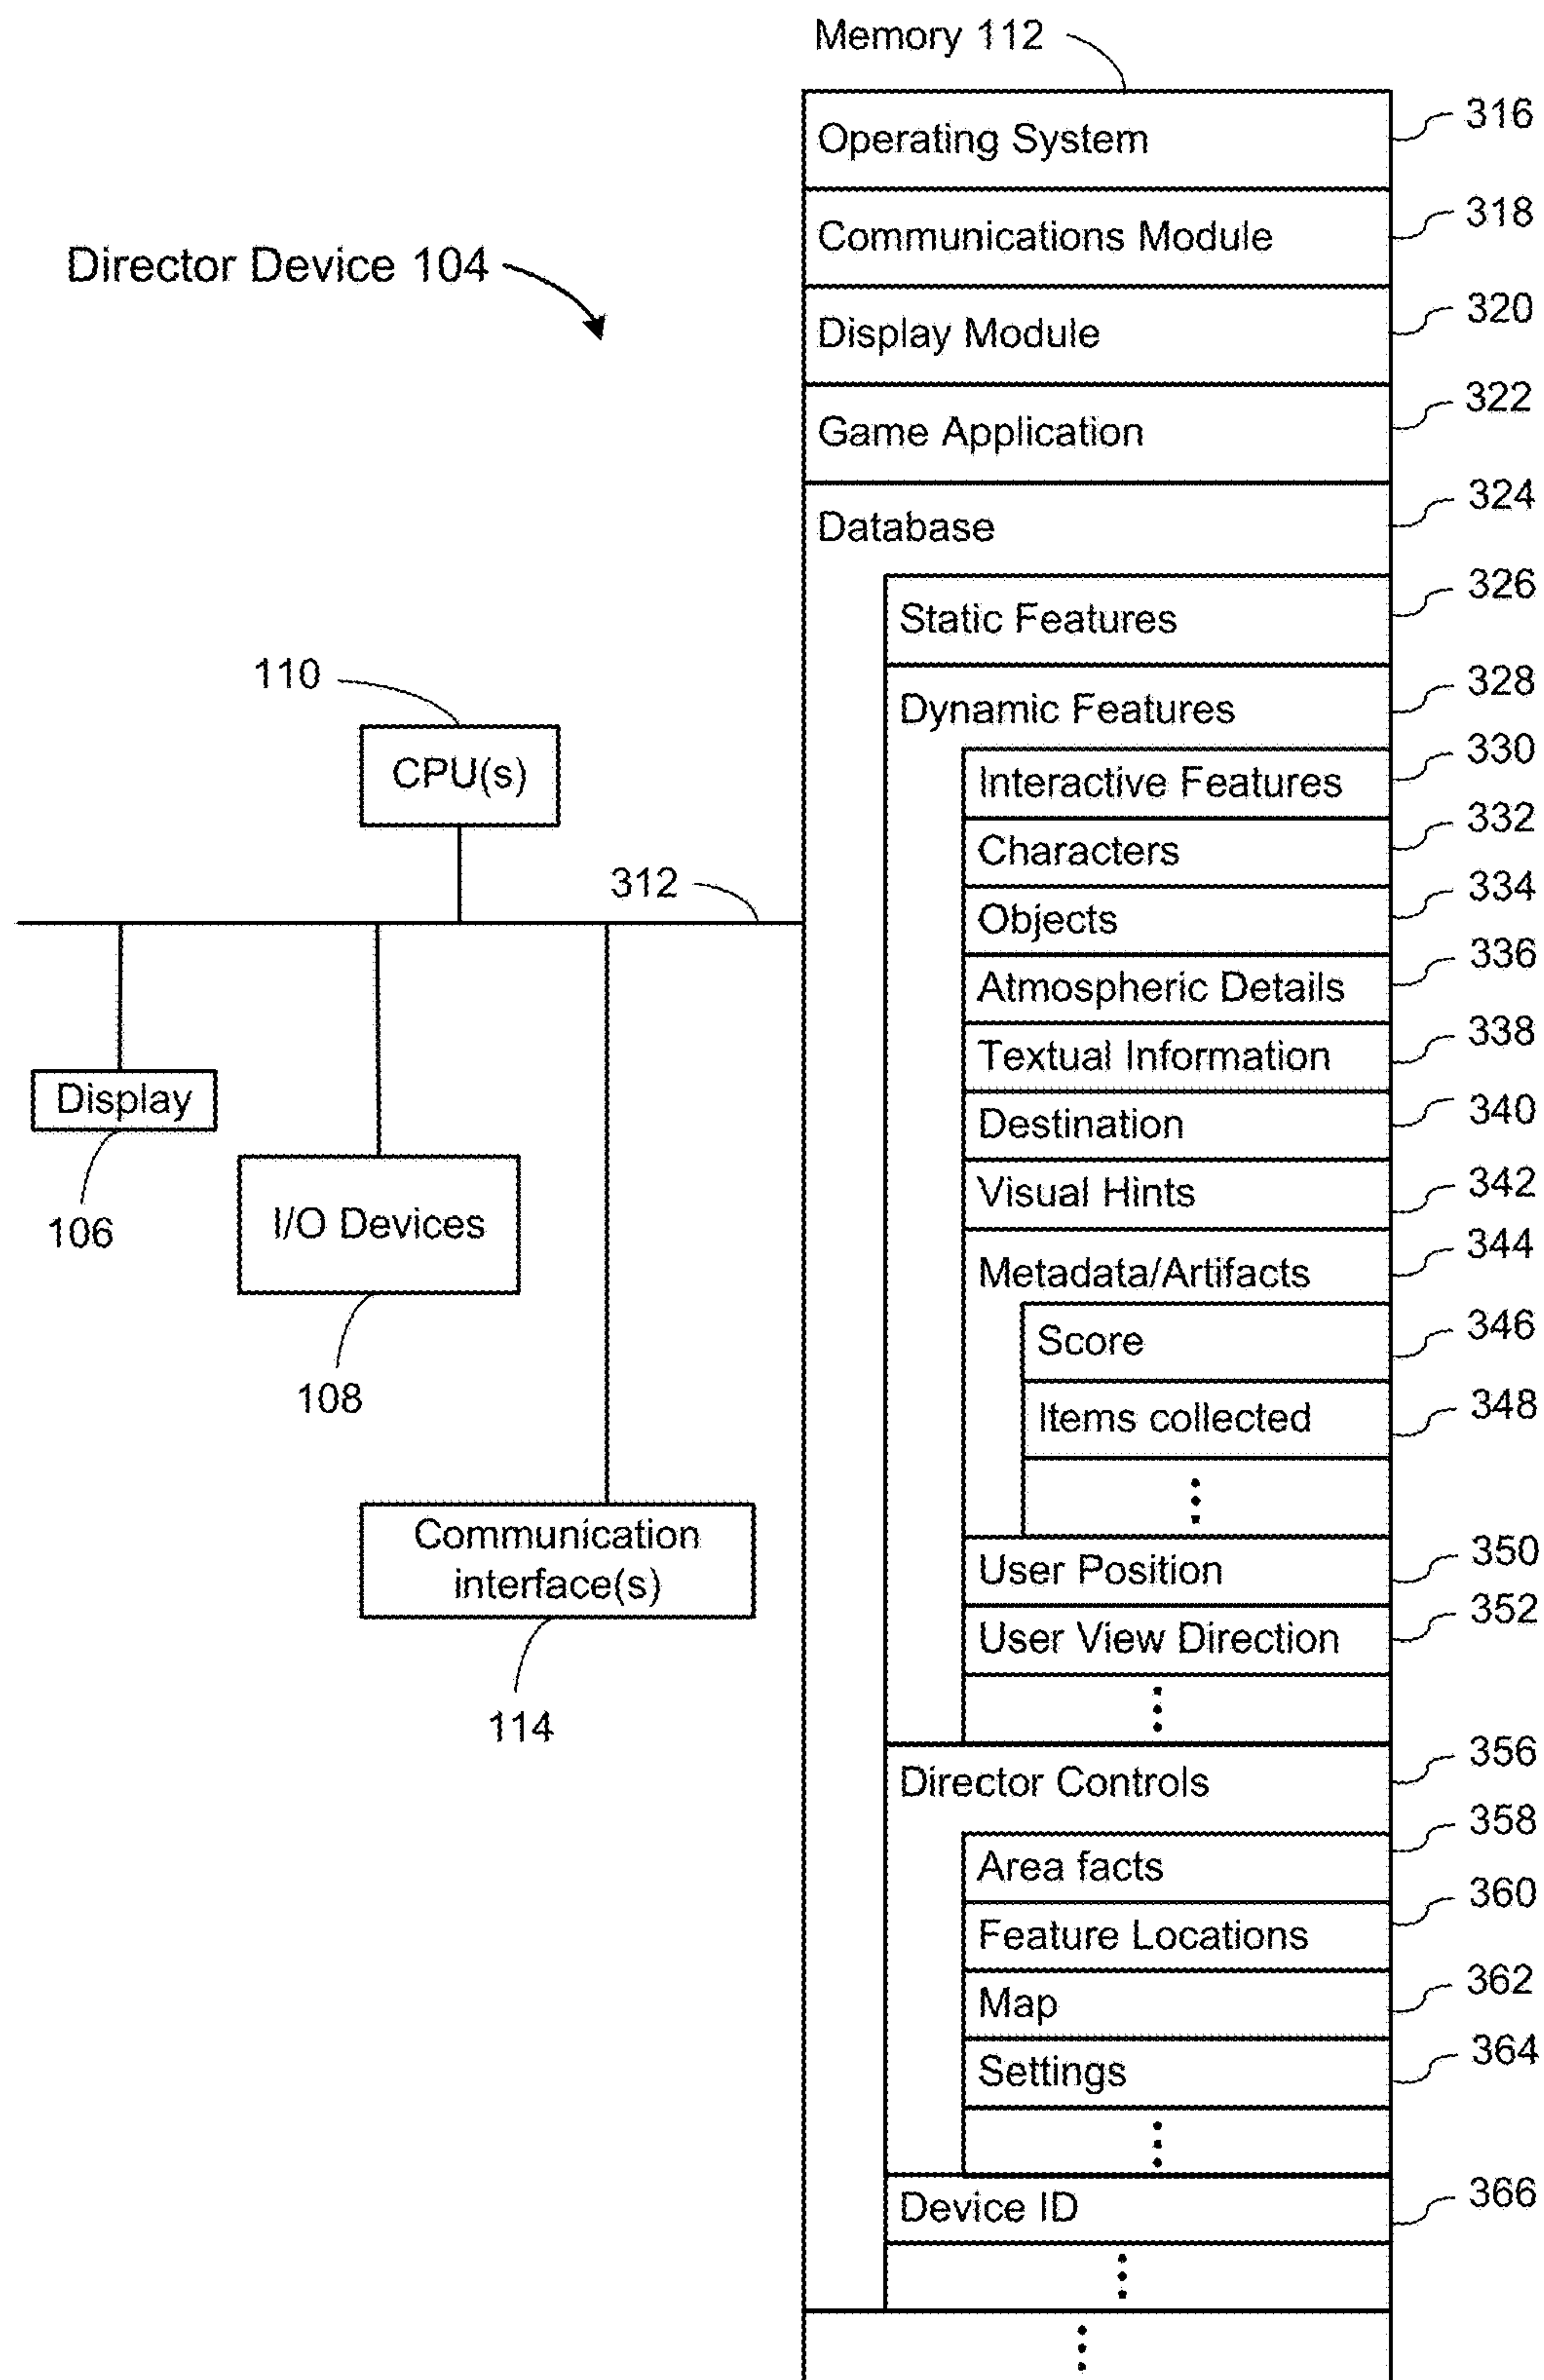 Memory 112
Operating System 316
Communications Module 318
Director Device 104
Display Module 320
Game Application 322
Database 324
Static Features 326
Dynamic Features 328
Interactive Features 330
Characters 332
Objects 334
Atmospheric Details 336
Textual Information 338
Destination 340
Visual Hints 342
Metadata/Artifacts 344
Score 346
Items collected 348
User Position 350
User View Direction 352
Director Controls 356
Area facts 358
Feature Locations 360
Map 362
Settings 364
Device ID 366
110
CPU(s)
312
Display
106
I/O Devices
108
Communication
interface(s)
114